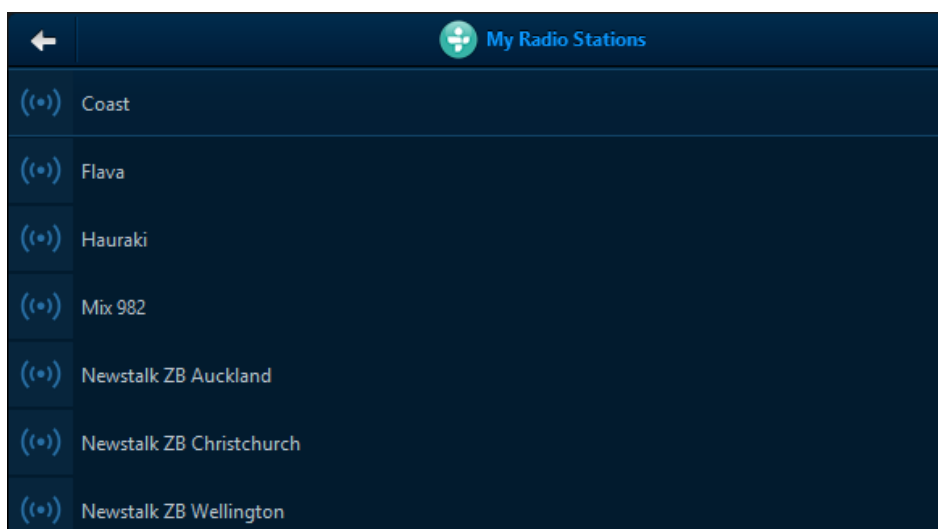 My Radio Stations
Coast
Flava
Hauraki
Mix 982
Newstalk ZB Auckland
Newstalk ZB Christchurch
Newstalk ZB Wellington